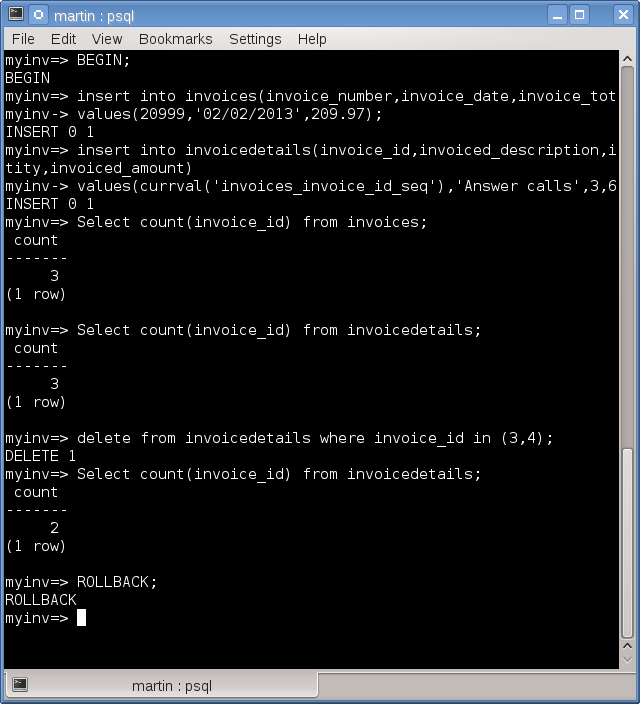 martin : psql
File Edit View Bookmarks Settings Help
myinv=> BEGIN;
BEGIN
myinv=> insert into invoices(invoice_number,invoice_date,invoice_tot
myinv-> values(20999,'02/02/2013',209.97);
INSERT 0 1
myinv=> insert into invoicedetails(invoice_id,invoiced_description,i
tity,invoiced_amount)
myinv-> values(currval('invoices_invoice_id_seq'),'Answer calls',3,6
INSERT 0 1
myinv=> Select count(invoice_id) from invoices;
 count
-------
     3
(1 row)

myinv=> Select count(invoice_id) from invoicedetails;
 count
-------
     3
(1 row)

myinv=> delete from invoicedetails where invoice_id in (3,4);
DELETE 1
myinv=> Select count(invoice_id) from invoicedetails;
 count
-------
     2
(1 row)

myinv=> ROLLBACK;
ROLLBACK
myinv=>
martin : psql